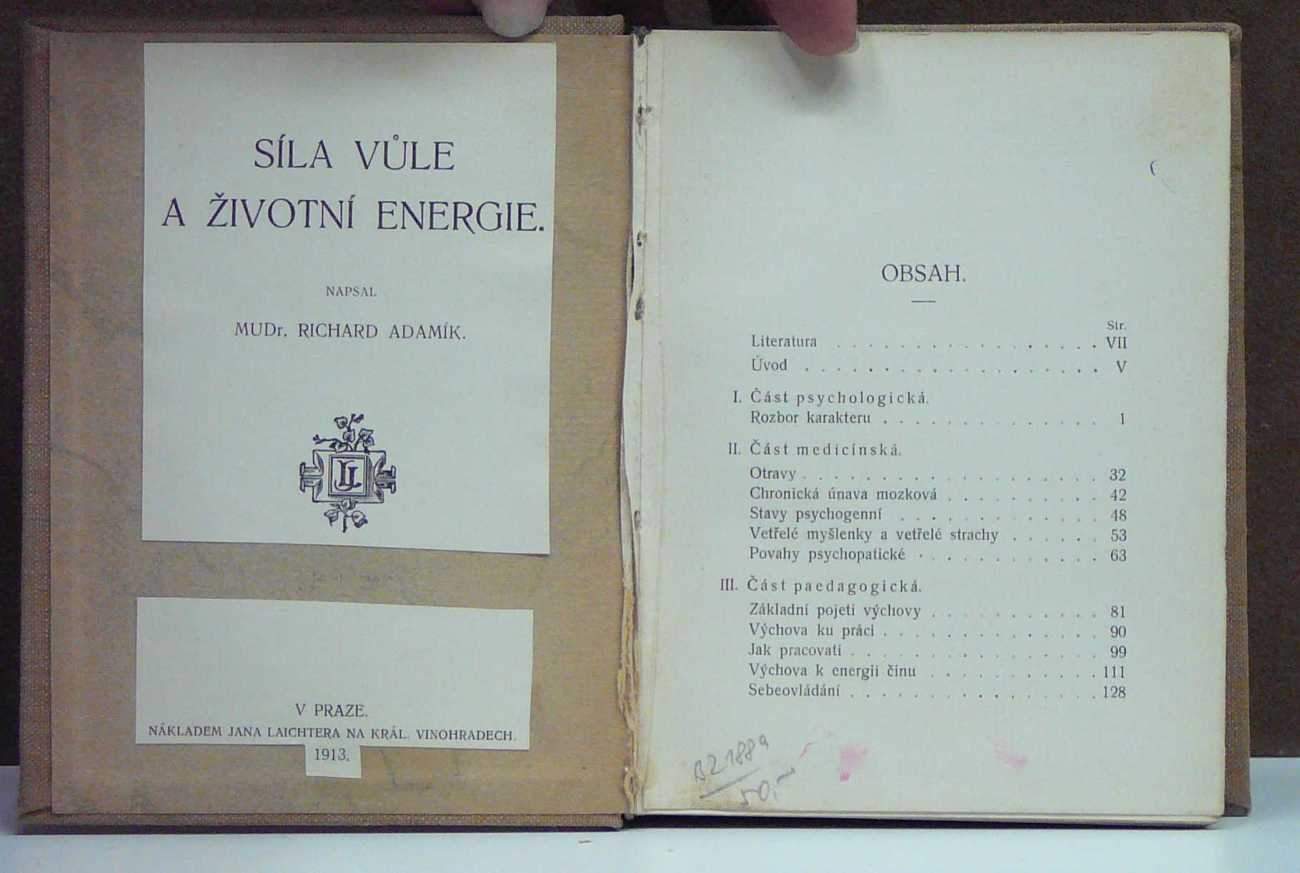 SÍLA VŮLE
A ŽIVOTNÍ ENERGIE.
NAPSAL
MUDr. RICHARD ADAMÍK.
V PRAZE.
NÁKLADEM JANA LAICHTERA NA KRÁL. VINOHRADECH.
1913.
OBSAH.
Str.
Literatura . . . . . . . . . . . . . . . . . VII
Úvod . . . . . . . . . . . . . . . . . . . V
I. Část psychologická.
Rozbor karakteru . . . . . . . . . . . . . . 1
II. Část medicínská.
Otravy . . . . . . . . . . . . . . . . . . . 32
Chronická únava mozková . . . . . . . . . . 42
Stavy psychogenní . . . . . . . . . . . . . 48
Vetřelé myšlenky a vetřelé strachy . . . . . . 53
Povahy psychopatické . . . . . . . . . . . . 63
III. Část paedagogická.
Základní pojetí výchovy . . . . . . . . . . . 81
Výchova ku práci . . . . . . . . . . . . . . 90
Jak pracovati . . . . . . . . . . . . . . . . 99
Výchova k energii činu . . . . . . . . . . . 111
Sebeovládání . . . . . . . . . . . . . . . . 128
50,-